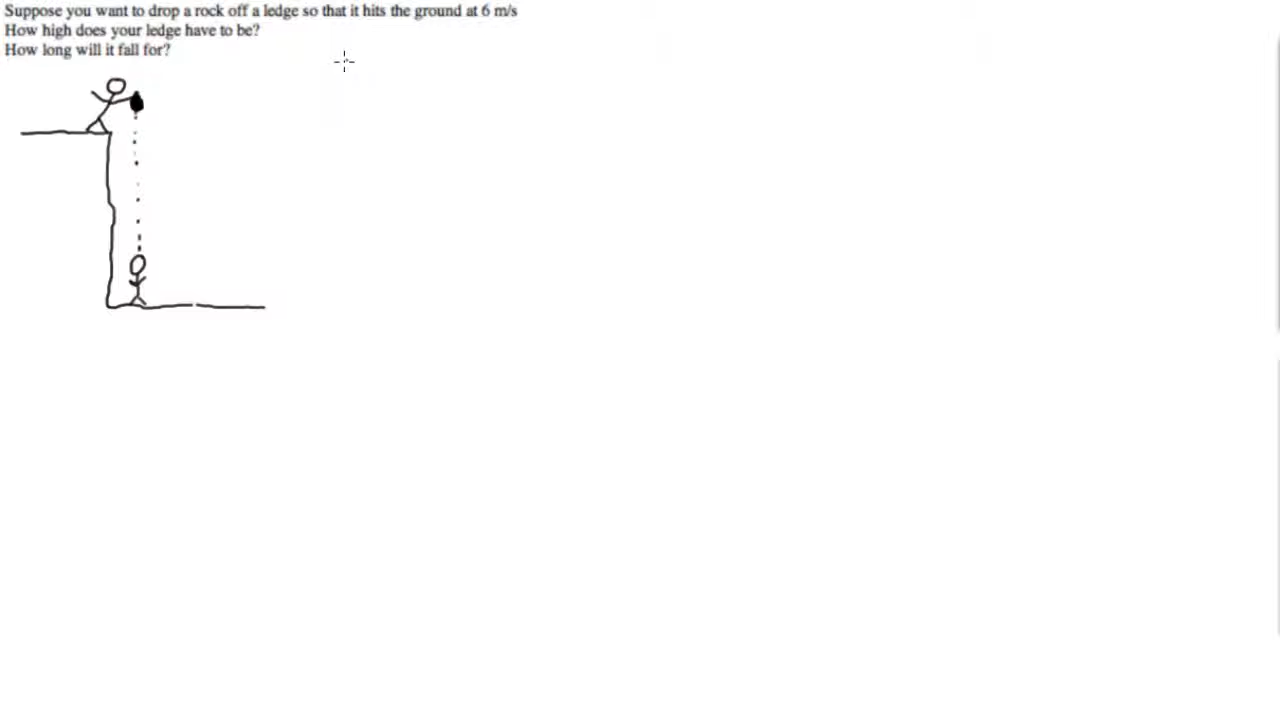 Suppose you want to drop a rock off a ledge so that it hits the ground at 6 m/s
How high does your ledge have to be?
How long will it fall for?